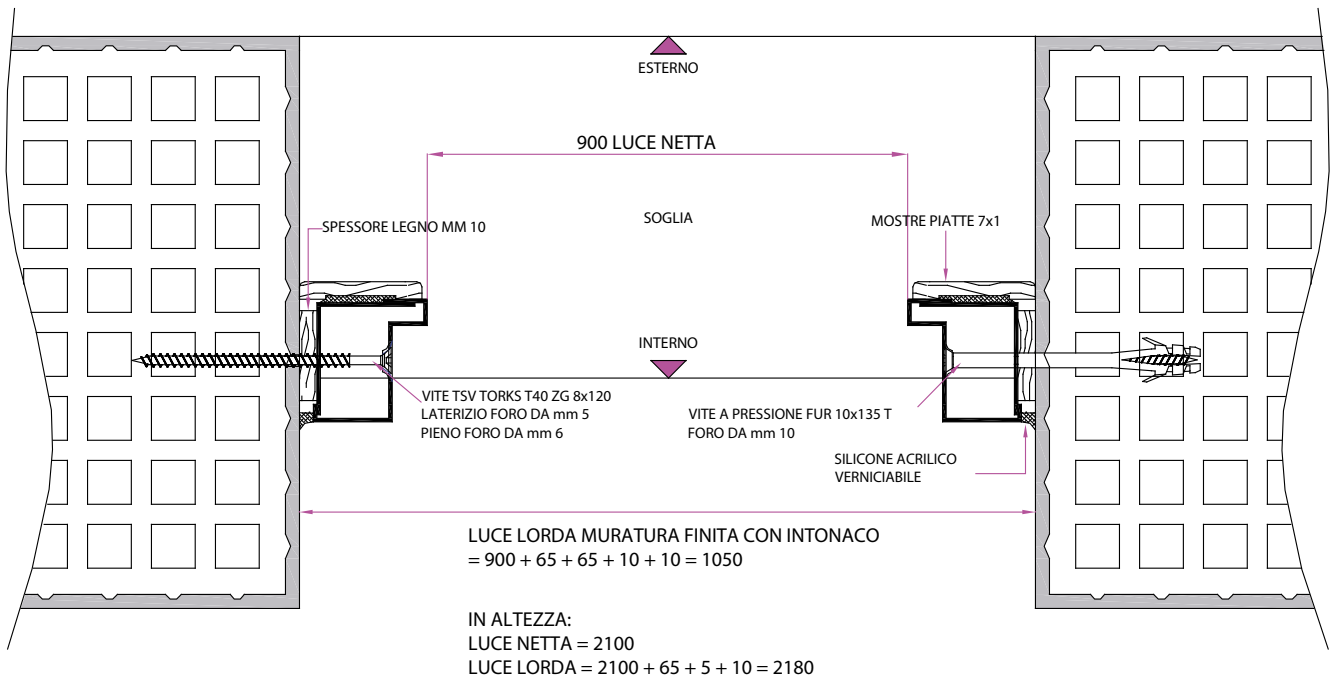 ESTERNO
900 LUCE NETTA
SPESSORE LEGNO MM 10
SOGLIA
MOSTRE PIATTE 7x1
INTERNO
VITE TSV TORKS T40 ZG 8x120
LATERIZIO FORO DA mm 5
PIENO FORO DA mm 6
VITE A PRESSIONE FUR 10x135 T
FORO DA mm 10
SILICONE ACRILICO
VERNICIABILE
LUCE LORDA MURATURA FINITA CON INTONACO
= 900 + 65 + 65 + 10 + 10 = 1050
IN ALTEZZA:
LUCE NETTA = 2100
LUCE LORDA = 2100 + 65 + 5 + 10 = 2180